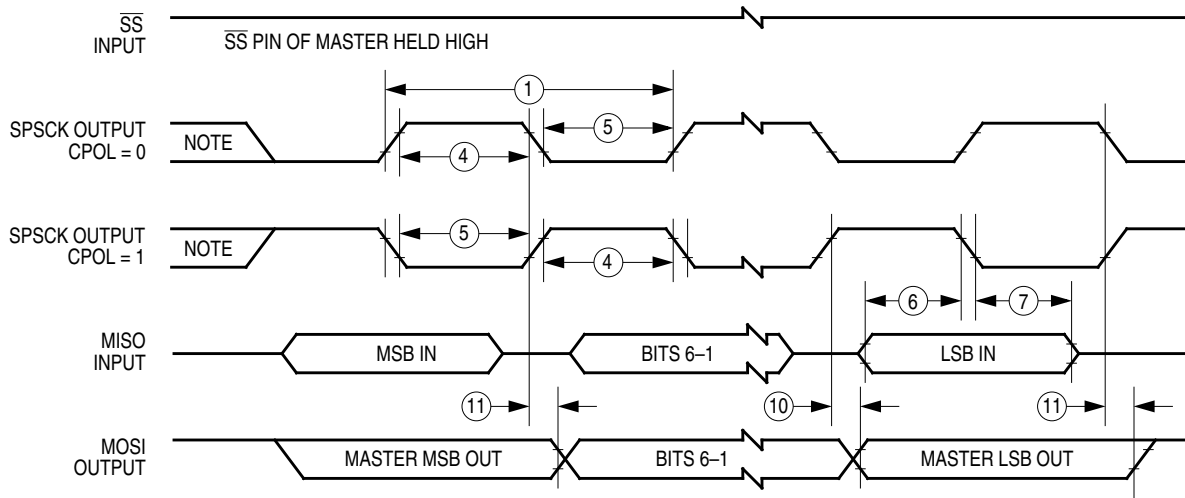 S̅S̅
INPUT
S̅S̅ PIN OF MASTER HELD HIGH
1
SPSCK OUTPUT
CPOL = 0
NOTE
5
4
SPSCK OUTPUT
CPOL = 1
NOTE
5
4
6
7
MISO
INPUT
MSB IN
BITS 6–1
LSB IN
11
10
11
MOSI
OUTPUT
MASTER MSB OUT
BITS 6–1
MASTER LSB OUT